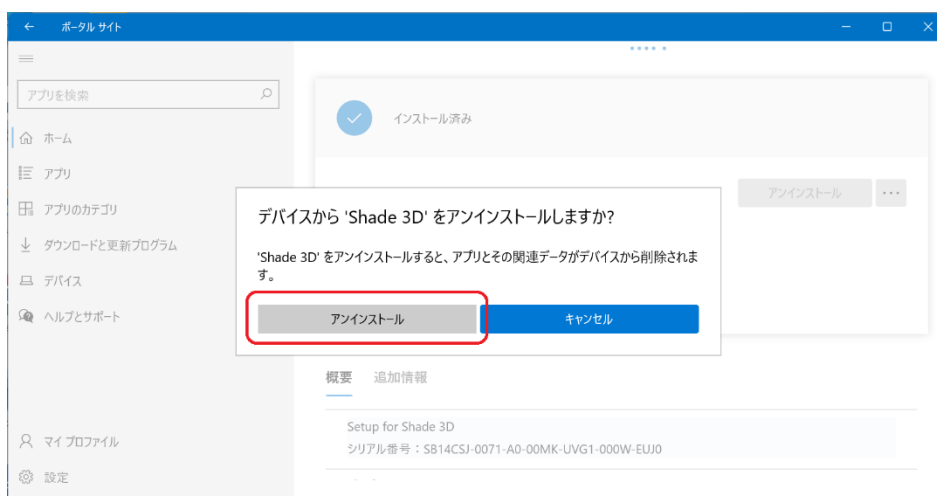 ポータル サイト
アプリを検索
ホーム
アプリ
アプリのカテゴリ
ダウンロードと更新プログラム
デバイス
ヘルプとサポート
マイ プロファイル
設定
インストール済み
アンインストール
デバイスから 'Shade 3D' をアンインストールしますか?
'Shade 3D' をアンインストールすると、アプリとその関連データがデバイスから削除されま
す。
アンインストール
キャンセル
概要 追加情報
Setup for Shade 3D
シリアル番号：SB14CSJ-0071-A0-00MK-UVG1-000W-EUJ0